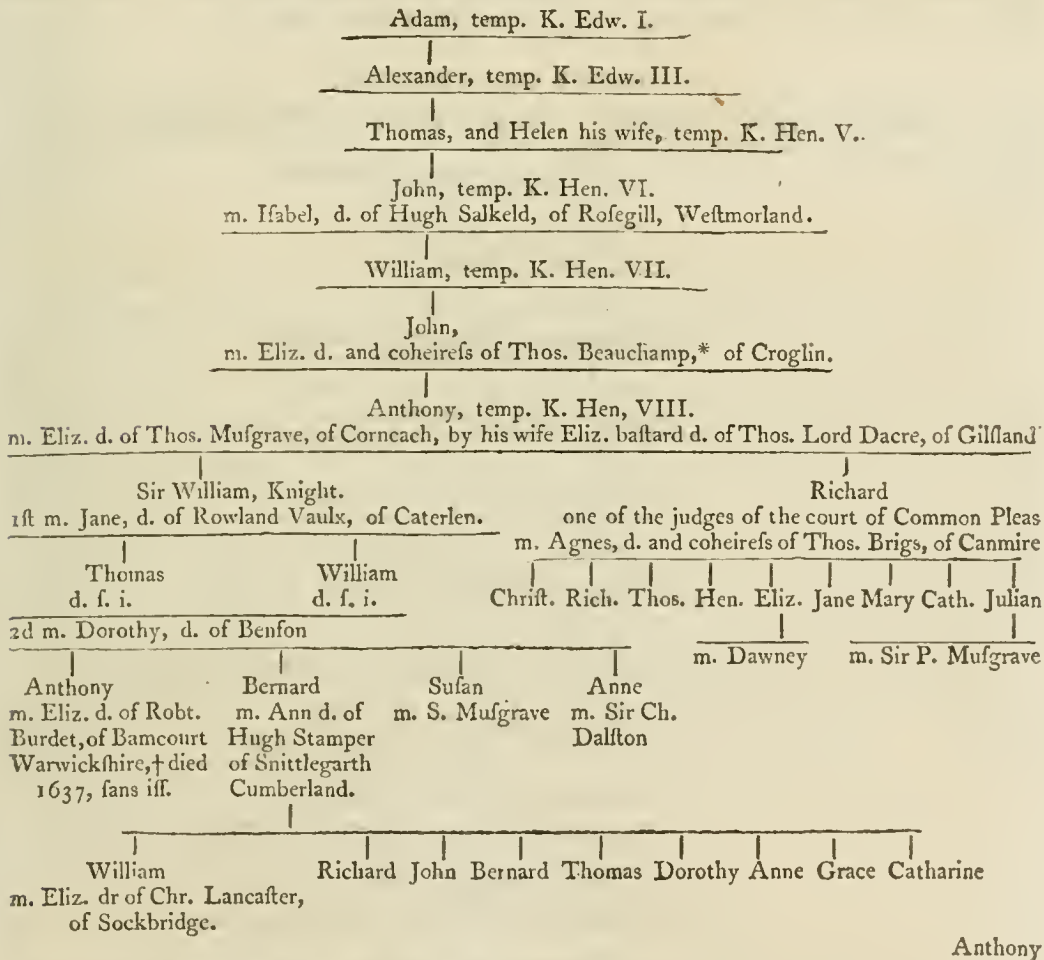 Adam, temp. K. Edw. I.
Alexander, temp. K. Edw. III.
Thomas, and Helen his wife, temp. K. Hen. V.
John, temp. K. Hen. VI.
m. Iſabel, d. of Hugh Salkeld, of Roſegill, Weſtmorland.
William, temp. K. Hen. VII.
John,
m. Eliz. d. and coheireſs of Thos. Beauchamp,* of Croglin.
Anthony, temp. K. Hen, VIII.
m. Eliz. d. of Thos. Muſgrave, of Comcach, by his wife Eliz. baſtard d. of Thos. Lord Dacre, of Gilſland
Sir William, Knight.
1ſt m. Jane, d. of Rowland Vaulx, of Caterlen.
Thomas
d. ſ. i.
William
d. ſ. i.
Richard
one of the judges of the court of Common Pleas
m. Agnes, d. and coheireſs of Thos. Brigs, of Canmire
Chriſt. Rich. Thos. Hen. Eliz. Jane Mary Cath. Julian
m. Dawney
m. Sir P. Muſgrave
2d m. Dorothy, d. of Benſon
Anthony
m. Eliz. d. of Robt.
Burdet, of Bamcourt
Warwickſhire,† died
1637, ſans iſſ.
Bernard
m. Ann d. of
Hugh Stamper
of Snittlegarth
Cumberland.
Suſan
m. S. Muſgrave
Anne
m. Sir Ch.
Dalſton
William
m. Eliz. dr of Chr. Lancaſter,
of Sockbridge.
Richard John Bernard Thomas Dorothy Anne Grace Catharine
Anthony